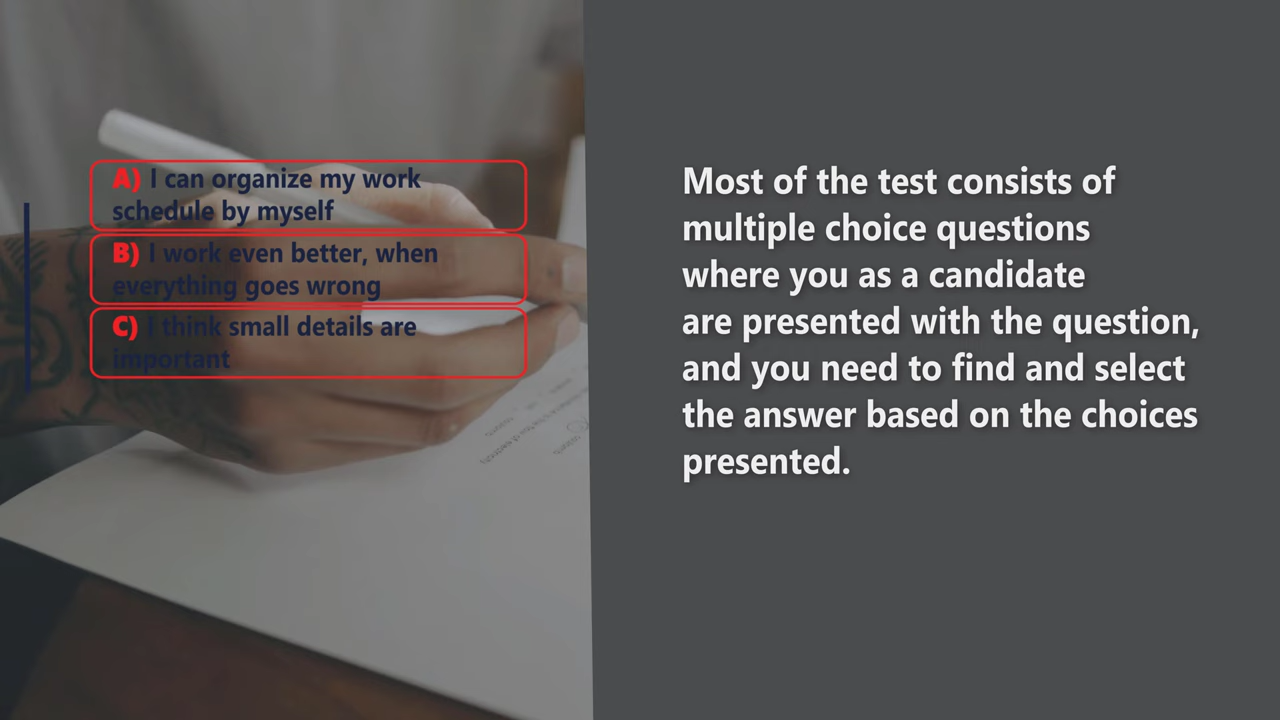 A) I can organize my work
schedule by myself
B) I work even better, when
everything goes wrong
C) I think small details are
important
Most of the test consists of
multiple choice questions
where you as a candidate
are presented with the question,
and you need to find and select
the answer based on the choices
presented.